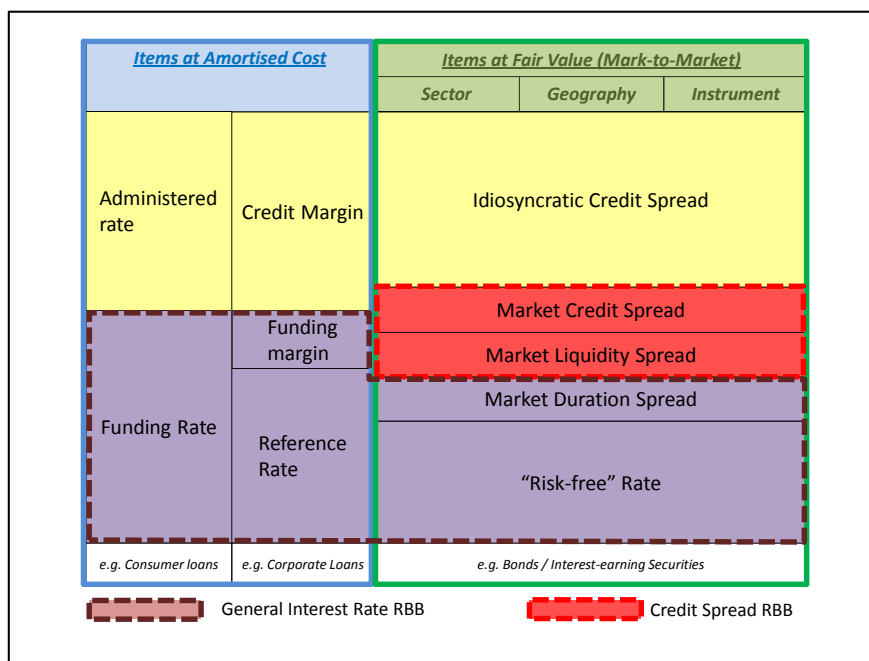 Items at Amortised Cost
Items at Fair Value (Mark-to-Market)
Sector
Geography
Instrument
Administered
rate
Credit Margin
Idiosyncratic Credit Spread
Market Credit Spread
Funding
margin
Market Liquidity Spread
Market Duration Spread
Funding Rate
Reference
Rate
“Risk-free” Rate
e.g. Consumer loans
e.g. Corporate Loans
e.g. Bonds / Interest-earning Securities
General Interest Rate RBB
Credit Spread RBB